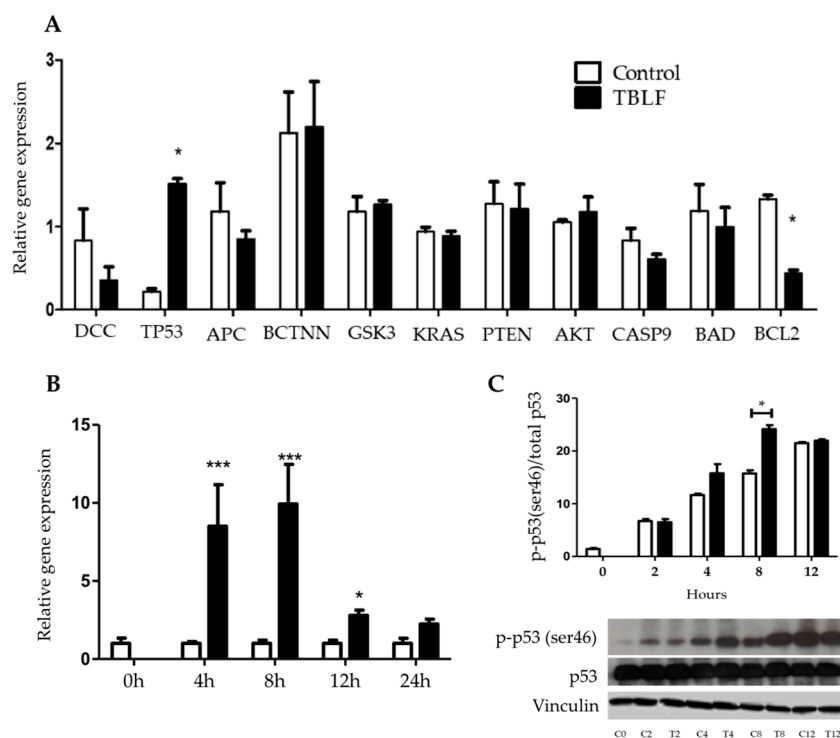 A
3
2
1
0
Relative gene expression
Control
TBLF
*
*
DCC TP53 APC BCTNN GSK3 KRAS PTEN AKT CASP9 BAD BCL2
B
15
10
5
0
Relative gene expression
***
***
*
0h 4h 8h 12h 24h
C
30
20
10
0
p-p53(ser46)/total p53
*
0 2 4 8 12
Hours
p-p53 (ser46)
p53
Vinculin
C0 C2 T2 C4 T4 C8 T8 C12 T12